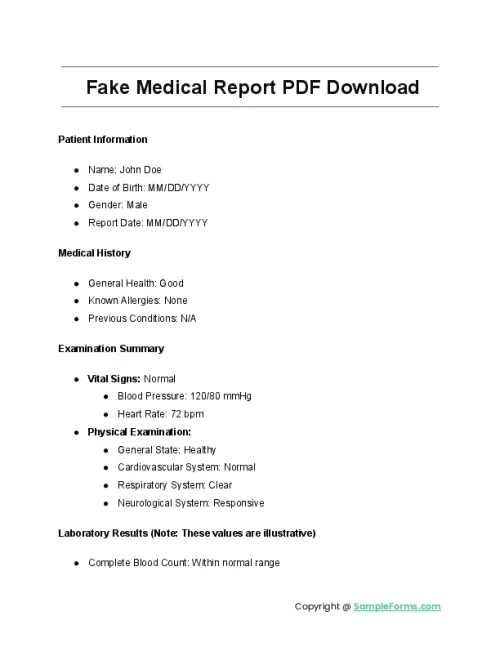 Fake Medical Report PDF Download
Patient Information
● Name: John Doe
● Date of Birth: MM/DD/YYYY
● Gender: Male
● Report Date: MM/DD/YYYY
Medical History
● General Health: Good
● Known Allergies: None
● Previous Conditions: N/A
Examination Summary
● Vital Signs: Normal
● Blood Pressure: 120/80 mmHg
● Heart Rate: 72 bpm
● Physical Examination:
● General State: Healthy
● Cardiovascular System: Normal
● Respiratory System: Clear
● Neurological System: Responsive
Laboratory Results (Note: These values are illustrative)
● Complete Blood Count: Within normal range
Copyright @ SampleForms.com